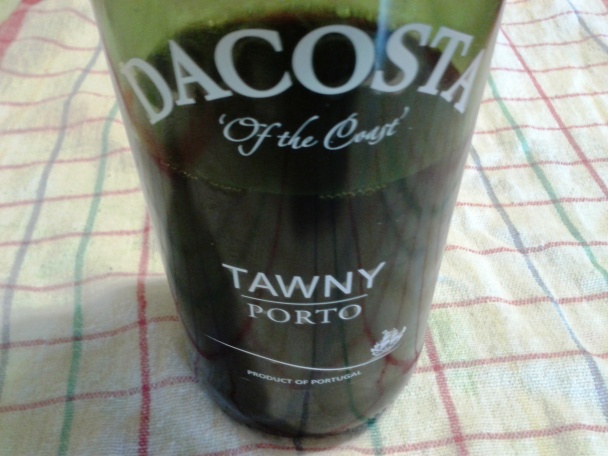 DACOSTA
'Of the Coast'
TAWNY
PORTO
PRODUCT OF PORTUGAL